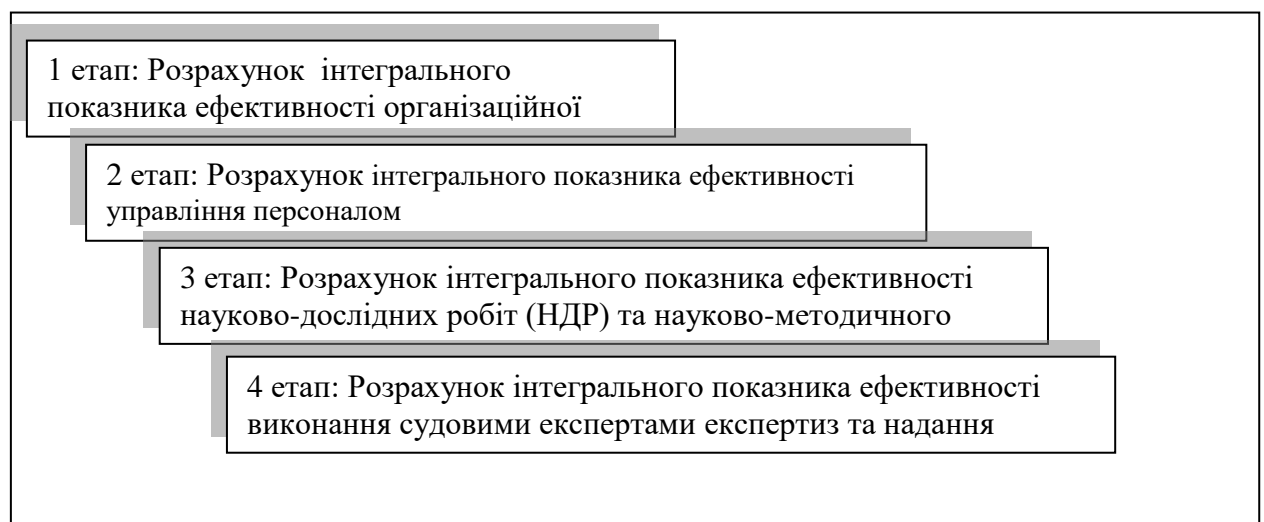 1 етап: Розрахунок інтегрального
показника ефективності організаційної
2 етап: Розрахунок інтегрального показника ефективності
управління персоналом
3 етап: Розрахунок інтегрального показника ефективності
науково-дослідних робіт (НДР) та науково-методичного
4 етап: Розрахунок інтегрального показника ефективності
виконання судовими експертами експертиз та надання